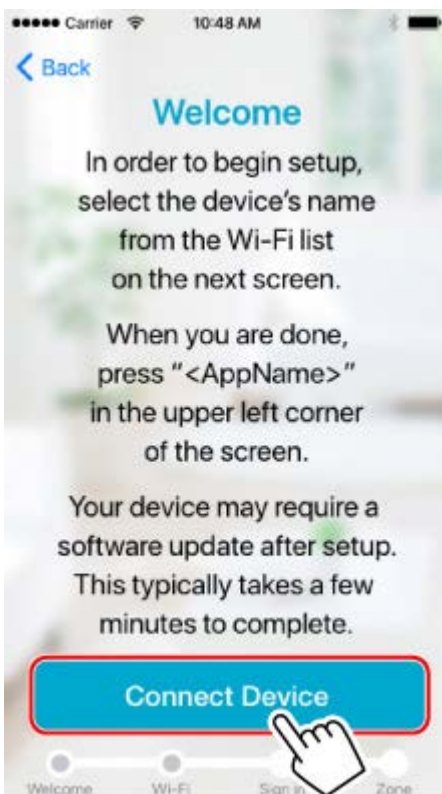 Carrier 10:48 AM
Back
Welcome
In order to begin setup,
select the device's name
from the Wi-Fi list
on the next screen.
When you are done,
press "<AppName>"
in the upper left corner
of the screen.
Your device may require a
software update after setup.
This typically takes a few
minutes to complete.
Connect Device
Welcome Wi-Fi Sign in Zone